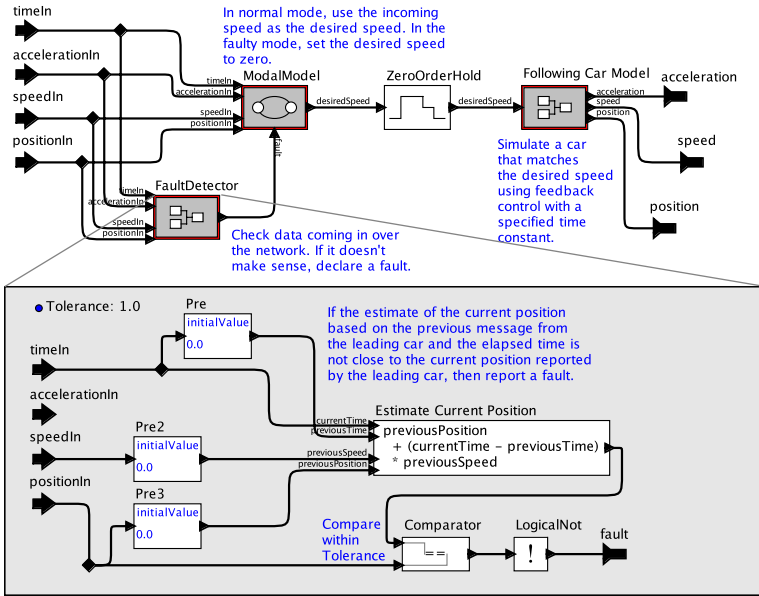 timeIn
accelerationIn
speedIn
positionIn
In normal mode, use the incoming
speed as the desired speed. In the
faulty mode, set the desired speed
to zero.
ModalModel
timeIn
accelerationIn
speedIn
positionIn
desiredSpeed
fault
ZeroOrderHold
desiredSpeed
Following Car Model
acceleration
speed
position
acceleration
speed
position
Simulate a car
that matches
the desired speed
using feedback
control with a
specified time
constant.
FaultDetector
timeIn
accelerationIn
speedIn
positionIn
Check data coming in over
the network. If it doesn't
make sense, declare a fault.
Tolerance: 1.0
Pre
initialValue
0.0
If the estimate of the current position
based on the previous message from
the leading car and the elapsed time is
not close to the current position reported
by the leading car, then report a fault.
timeIn
accelerationIn
speedIn
positionIn
Pre2
initialValue
0.0
Pre3
initialValue
0.0
Estimate Current Position
currentTime
previousTime
previousSpeed
previousPosition
previousPosition
+ (currentTime - previousTime)
* previousSpeed
Compare
within
Tolerance
Comparator
==
LogicalNot
!
fault